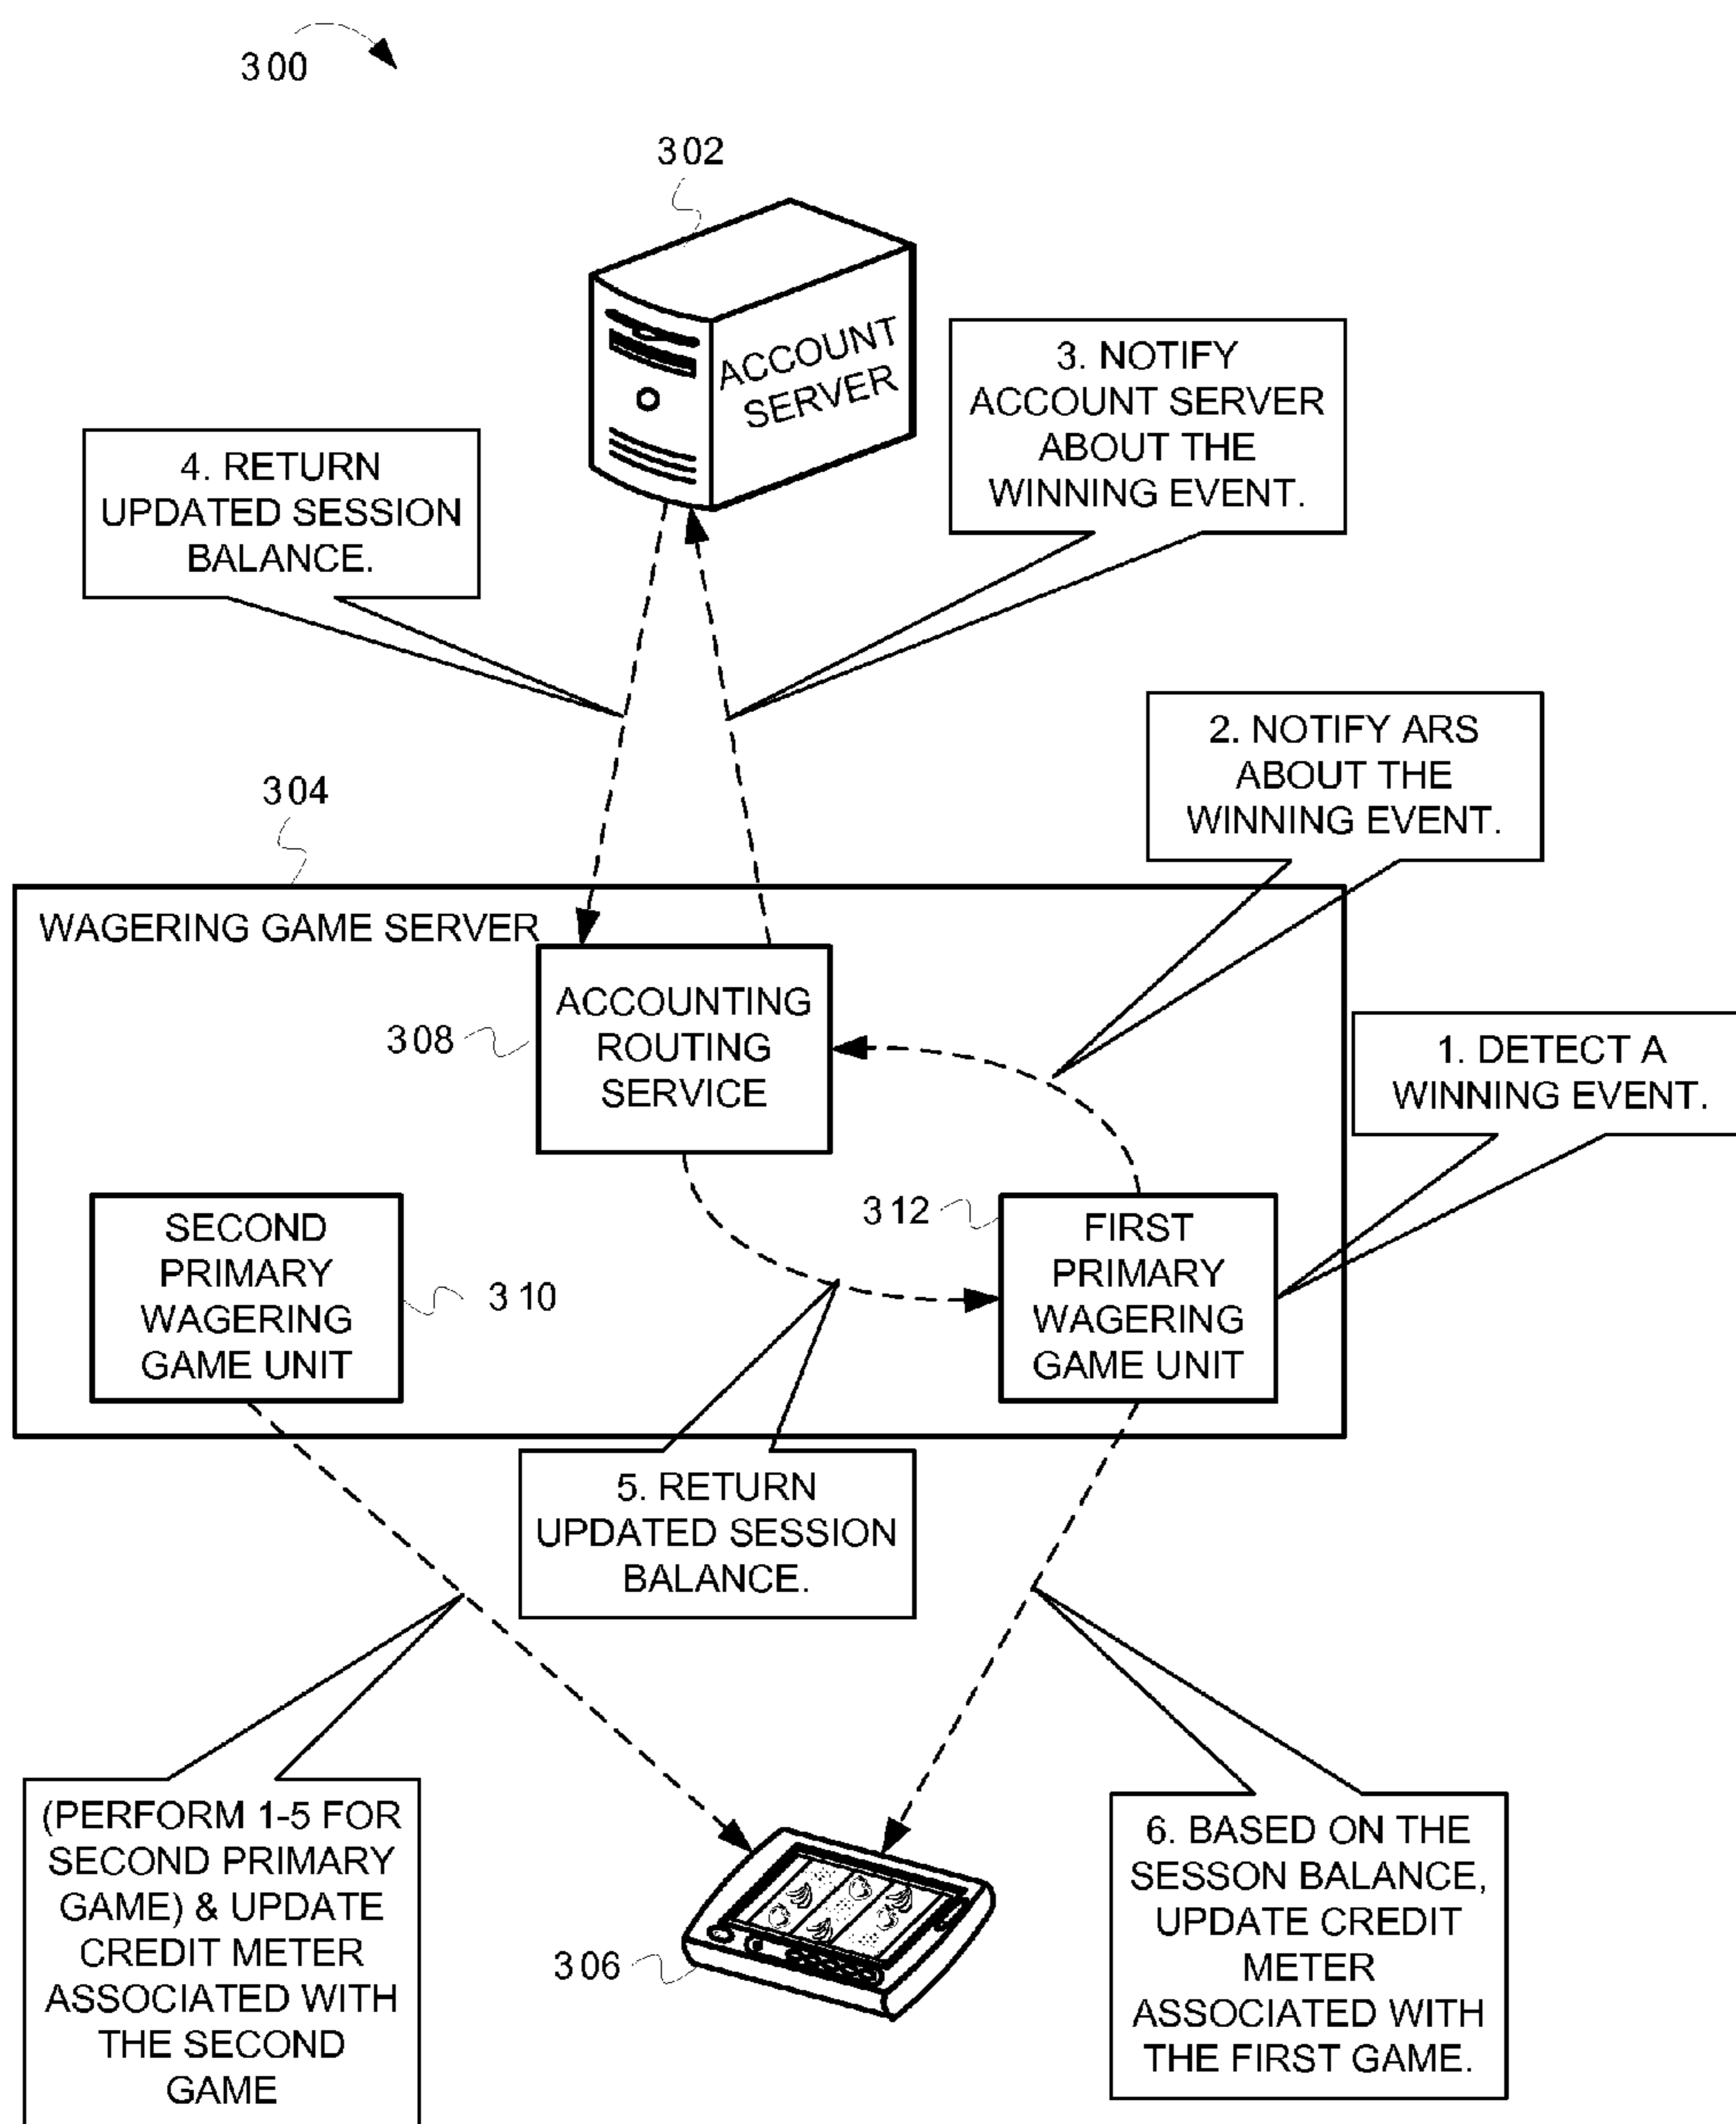 300
302
ACCOUNT
SERVER
3. NOTIFY
ACCOUNT SERVER
ABOUT THE
WINNING EVENT.
4. RETURN
UPDATED SESSION
BALANCE.
2. NOTIFY ARS
ABOUT THE
WINNING EVENT.
304
WAGERING GAME SERVER
ACCOUNTING
ROUTING
SERVICE
308
1. DETECT A
WINNING EVENT.
312
FIRST
PRIMARY
WAGERING
GAME UNIT
SECOND
PRIMARY
WAGERING
GAME UNIT
310
5. RETURN
UPDATED SESSION
BALANCE.
(PERFORM 1-5 FOR
SECOND PRIMARY
GAME) & UPDATE
CREDIT METER
ASSOCIATED WITH
THE SECOND
GAME
306
6. BASED ON THE
SESSON BALANCE,
UPDATE CREDIT
METER
ASSOCIATED WITH
THE FIRST GAME.